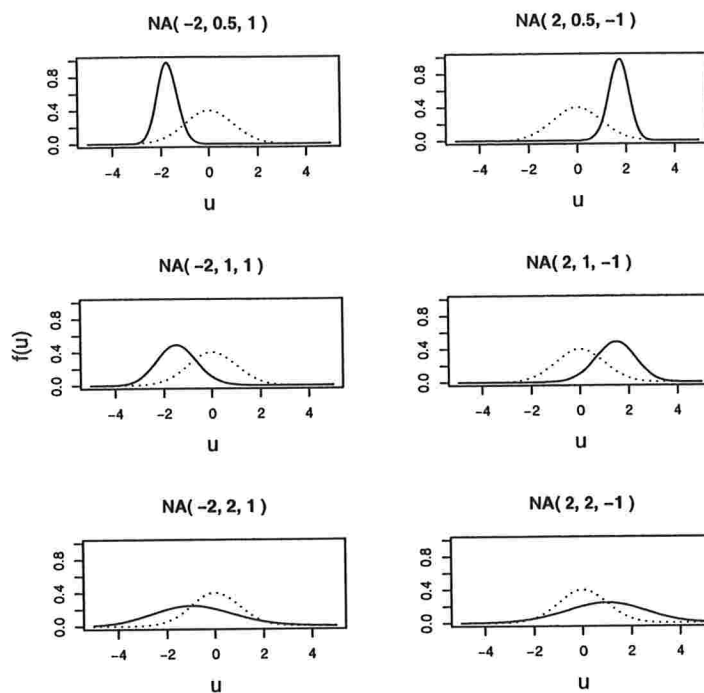 NA( −2, 0.5, 1 )
0.0 0.4 0.8
−4 −2 0 2 4
u
NA( 2, 0.5, −1 )
0.0 0.4 0.8
−4 −2 0 2 4
u
NA( −2, 1, 1 )
f(u)
0.0 0.4 0.8
−4 −2 0 2 4
u
NA( 2, 1, −1 )
0.0 0.4 0.8
−4 −2 0 2 4
u
NA( −2, 2, 1 )
0.0 0.4 0.8
−4 −2 0 2 4
u
NA( 2, 2, −1 )
0.0 0.4 0.8
−4 −2 0 2 4
u